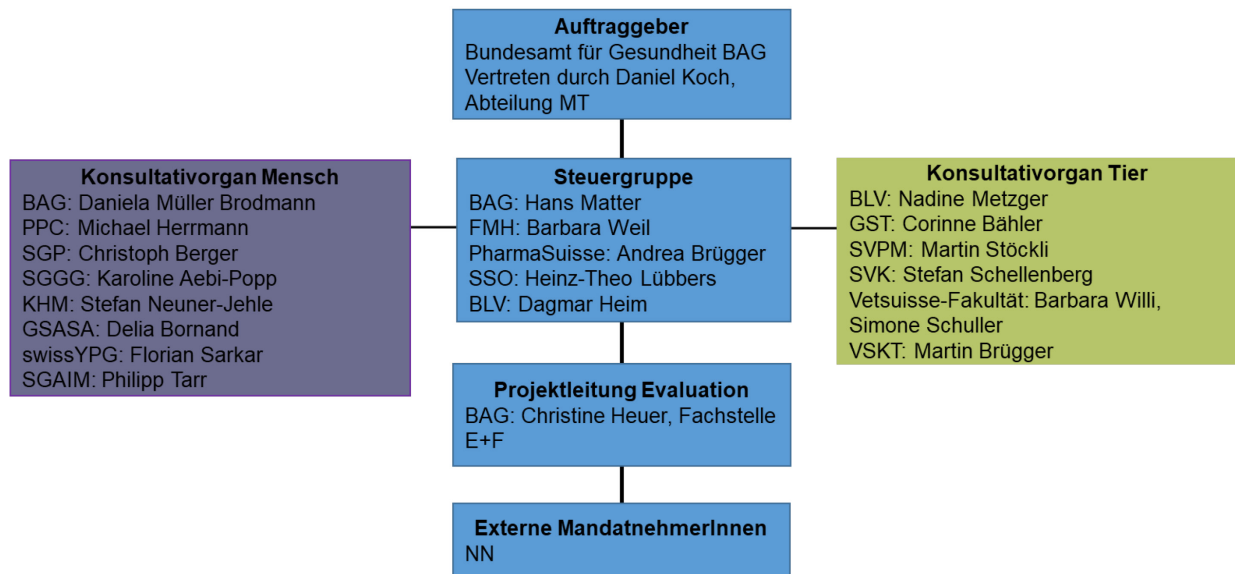 Auftraggeber
Bundesamt für Gesundheit BAG
Vertreten durch Daniel Koch,
Abteilung MT
Konsultativorgan Mensch
BAG: Daniela Müller Brodmann
PPC: Michael Herrmann
SGP: Christoph Berger
SGGG: Karoline Aebi-Popp
KHM: Stefan Neuner-Jehle
GSASA: Delia Bornand
swissYPG: Florian Sarkar
SGAIM: Philipp Tarr
Steuergruppe
BAG: Hans Matter
FMH: Barbara Weil
PharmaSuisse: Andrea Brügger
SSO: Heinz-Theo Lübbers
BLV: Dagmar Heim
Konsultativorgan Tier
BLV: Nadine Metzger
GST: Corinne Bähler
SVPM: Martin Stöckli
SVK: Stefan Schellenberg
Vetsuisse-Fakultät: Barbara Willi,
Simone Schuller
VSKT: Martin Brügger
Projektleitung Evaluation
BAG: Christine Heuer, Fachstelle
E+F
Externe MandatnehmerInnen
NN